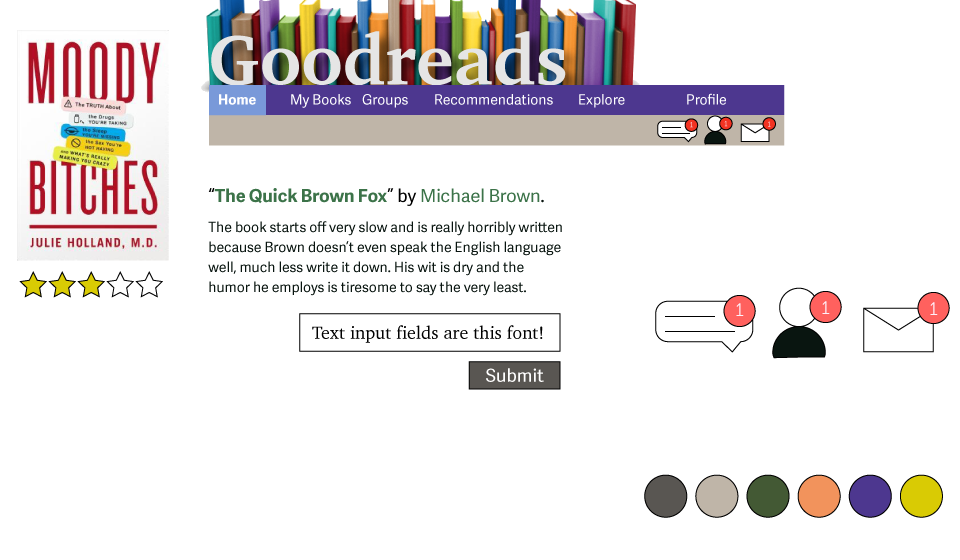 MOODY
The TRUTH About
the Drugs
YOU'RE TAKING
the Sleep
YOU'RE MISSING
the Sex You're
NOT HAVING
and WHAT'S REALLY
MAKING YOU CRAZY
BITCHES
JULIE HOLLAND, M.D.
Goodreads
Home My Books Groups Recommendations Explore Profile
1 1 1
“The Quick Brown Fox” by Michael Brown.
The book starts off very slow and is really horribly written
because Brown doesn’t even speak the English language
well, much less write it down. His wit is dry and the
humor he employs is tiresome to say the very least.
Text input fields are this font!
Submit
1 1 1